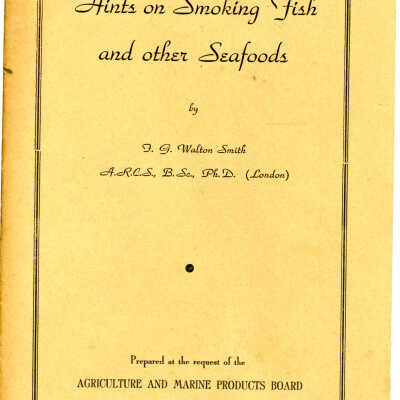 Hints on Smoking Fish
and other Seafoods
by
F. G. Walton Smith
A.R.C.S., B. Sc., Ph. D. (London)
Prepared at the request of the
AGRICULTURE AND MARINE PRODUCTS BOARD